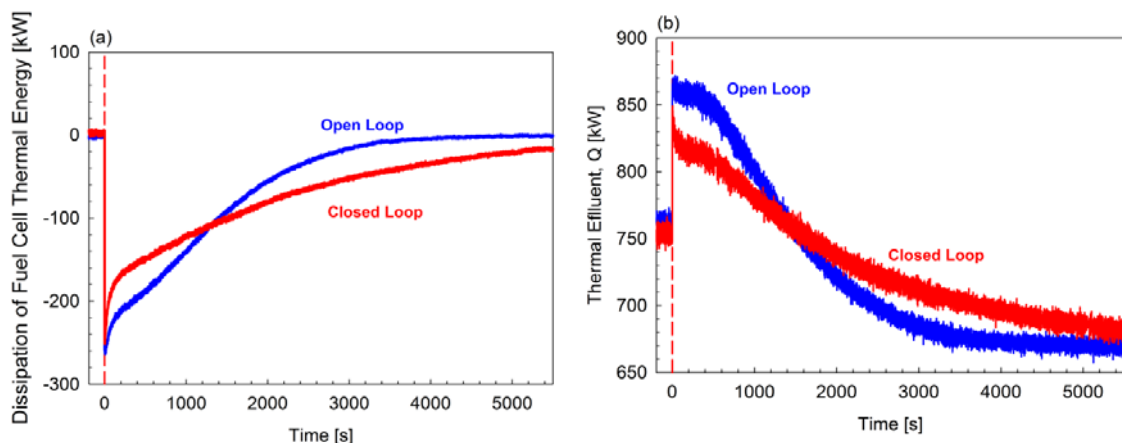 (a)
Dissipation of Fuel Cell Thermal Energy [kW]
100
0
-100
-200
-300
Open Loop
Closed Loop
0 1000 2000 3000 4000 5000
Time [s]
(b)
Thermal Effluent, Q [kW]
900
850
800
750
700
650
Open Loop
Closed Loop
0 1000 2000 3000 4000 5000
Time [s]